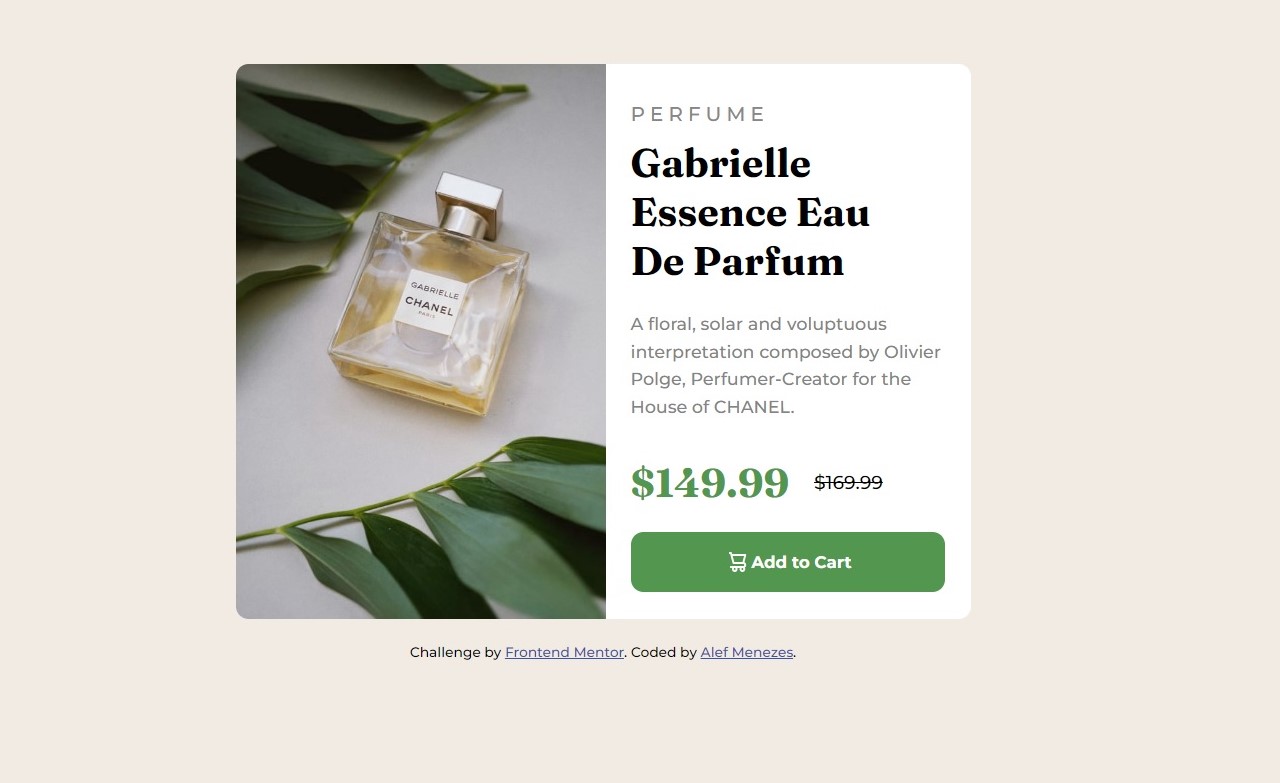 PERFUME
Gabrielle
Essence Eau
De Parfum
A floral, solar and voluptuous
interpretation composed by Olivier
Polge, Perfumer-Creator for the
House of CHANEL.
$149.99 $169.99
Add to Cart
GABRIELLE
CHANEL
PARIS
Challenge by Frontend Mentor. Coded by Alef Menezes.